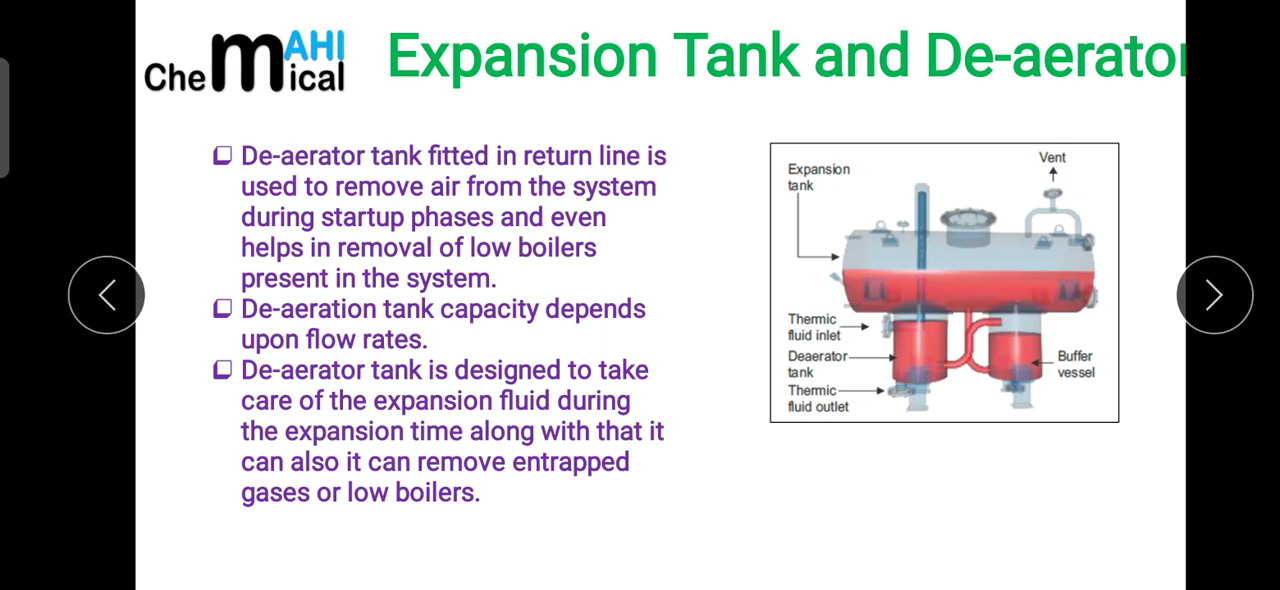 CheMAHIical
Expansion Tank and De-aerator
❑ De-aerator tank fitted in return line is
used to remove air from the system
during startup phases and even
helps in removal of low boilers
present in the system.
❑ De-aeration tank capacity depends
upon flow rates.
❑ De-aerator tank is designed to take
care of the expansion fluid during
the expansion time along with that it
can also it can remove entrapped
gases or low boilers.
Expansion
tank
Vent
Thermic
fluid inlet
Deaerator
tank
Thermic
fluid outlet
Buffer
vessel